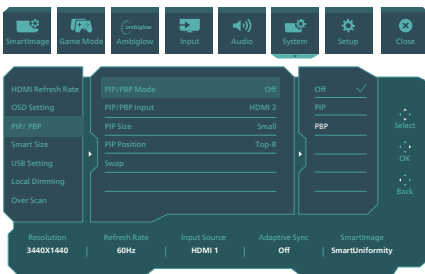 ambiglow
SmartImage Game Mode Ambiglow Input Audio System Setup Close
HDMI Refresh Rate PIP/PBP Mode Off Off
OSD Setting PIP/PBP Input HDMI 2 PIP
PIP/ PBP PIP Size Small PBP Select
Smart Size PIP Position Top-R
USB Setting Swap OK
Local Dimming
Over Scan Back
Resolution Refresh Rate Input Source Adaptive Sync SmartImage
3440X1440 60Hz HDMI 1 Off SmartUniformity